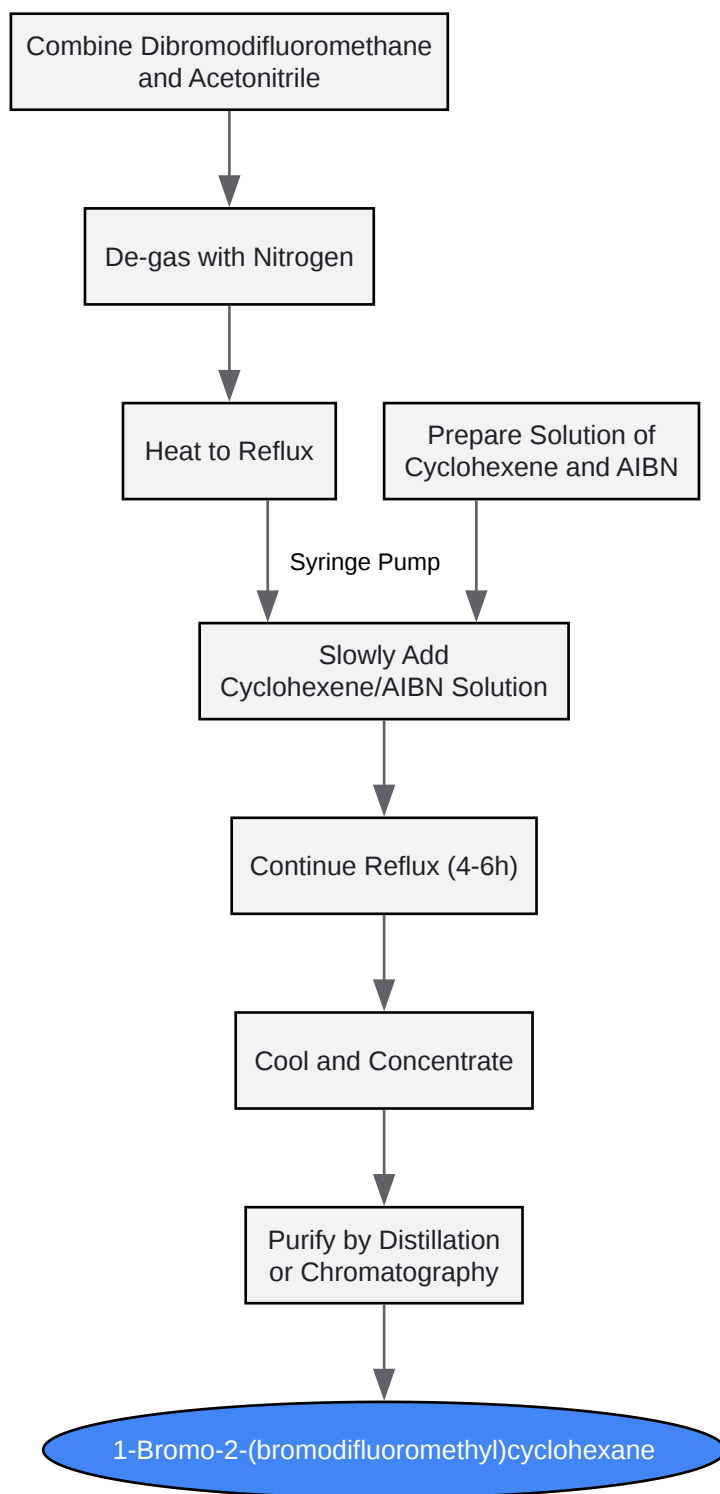 Combine Dibromodifluoromethane
and Acetonitrile
De-gas with Nitrogen
Heat to Reflux
Prepare Solution of
Cyclohexene and AIBN
Syringe Pump
Slowly Add
Cyclohexene/AIBN Solution
Continue Reflux (4-6h)
Cool and Concentrate
Purify by Distillation
or Chromatography
1-Bromo-2-(bromodifluoromethyl)cyclohexane